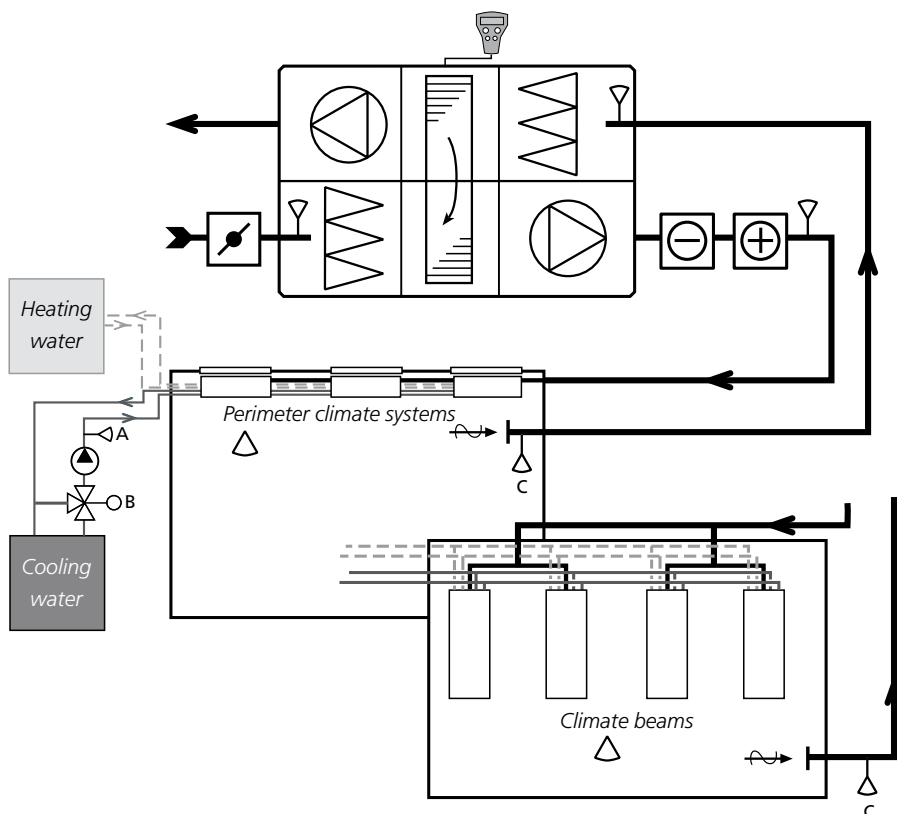 Heating
water
Perimeter climate systems
A
C
B
Cooling
water
Climate beams
C